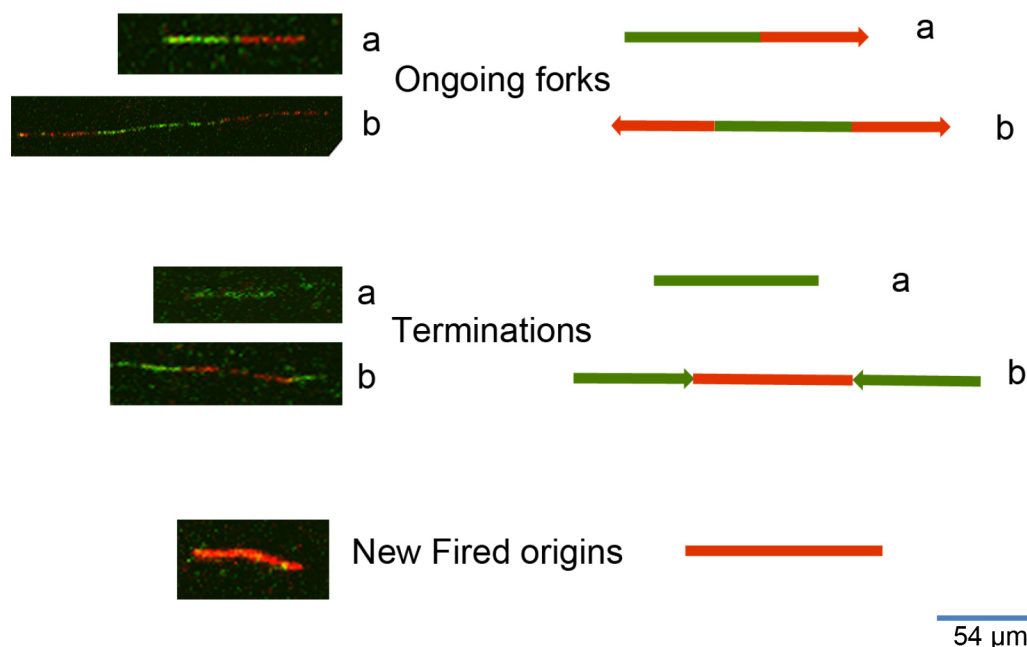 a
a
Ongoing forks
b
b
a
a
Terminations
b
b
New Fired origins
54 µm